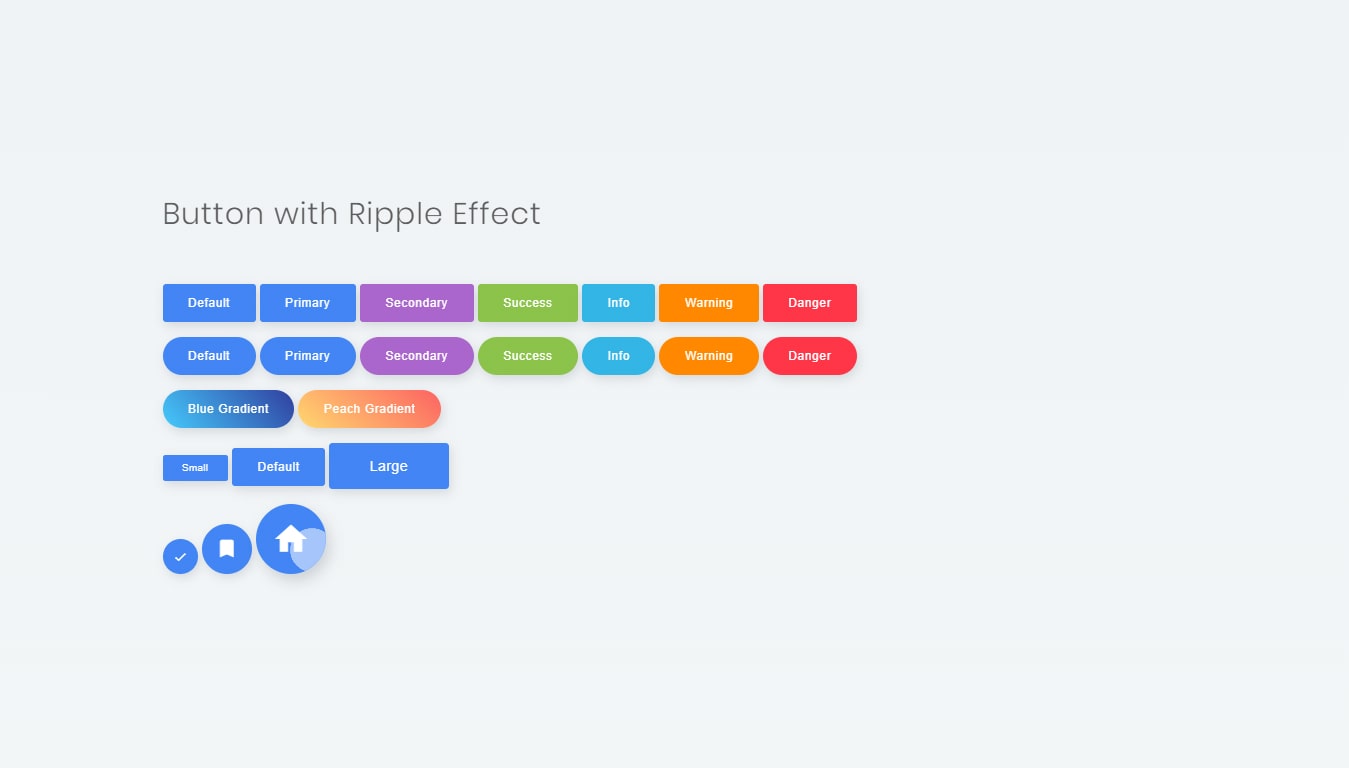 Button with Ripple Effect
Default Primary Secondary Success Info Warning Danger
Default Primary Secondary Success Info Warning Danger
Blue Gradient Peach Gradient
Small Default Large